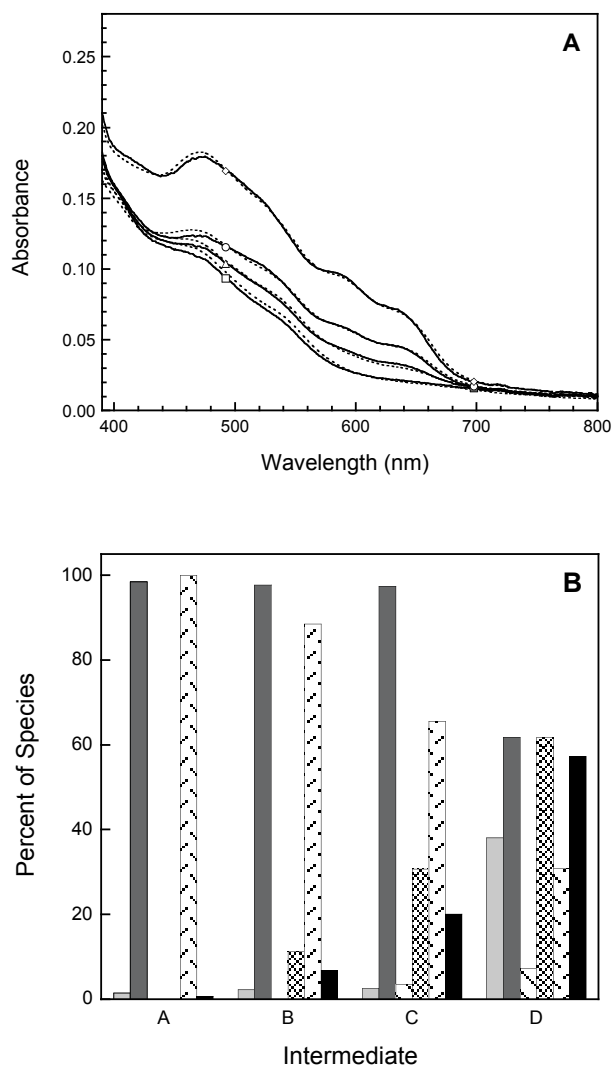 A
0.25
0.20
0.15
0.10
0.05
0.00
Absorbance
400 500 600 700 800
Wavelength (nm)
B
100
80
60
40
20
0
Percent of Species
A B C D
Intermediate